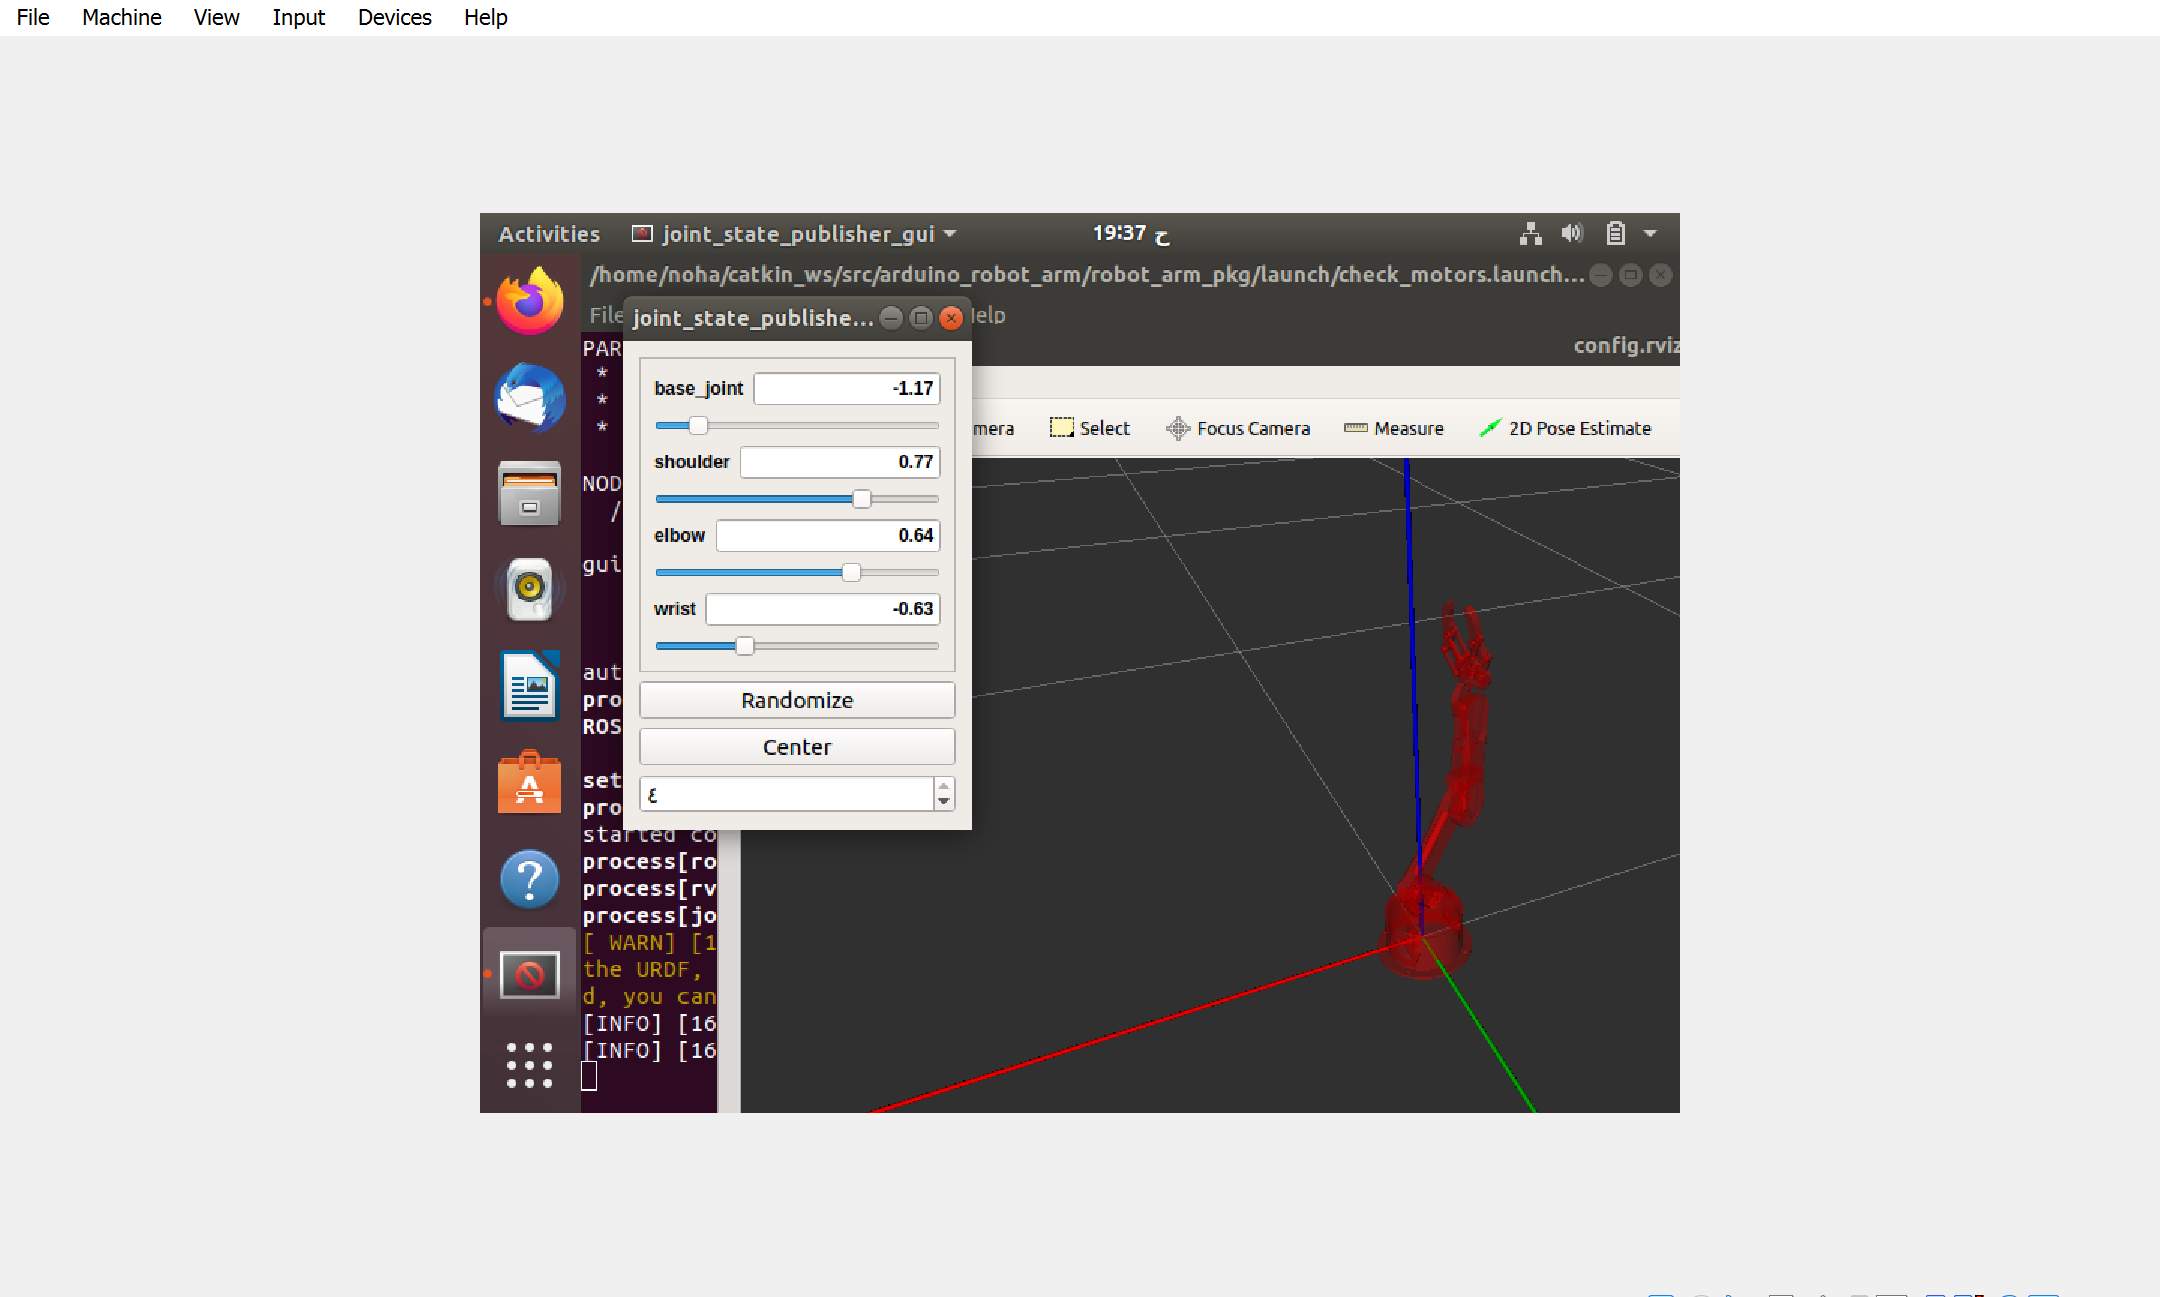 File Machine View Input Devices Help
Activities joint_state_publisher_gui 19:37 ح
/home/noha/catkin_ws/src/arduino_robot_arm/robot_arm_pkg/launch/check_motors.launch...
File
joint_state_publishe...
config.rviz
base_joint -1.17
shoulder 0.77
elbow 0.64
wrist -0.63
Randomize
Center
٤
Select Focus Camera Measure 2D Pose Estimate
PAR
*
*
*
NOD
/
gui
aut
pro
ROS
set
pro
started co
process[ro
process[rv
process[jo
[ WARN] [1
the URDF,
d, you can
[INFO] [16
[INFO] [16